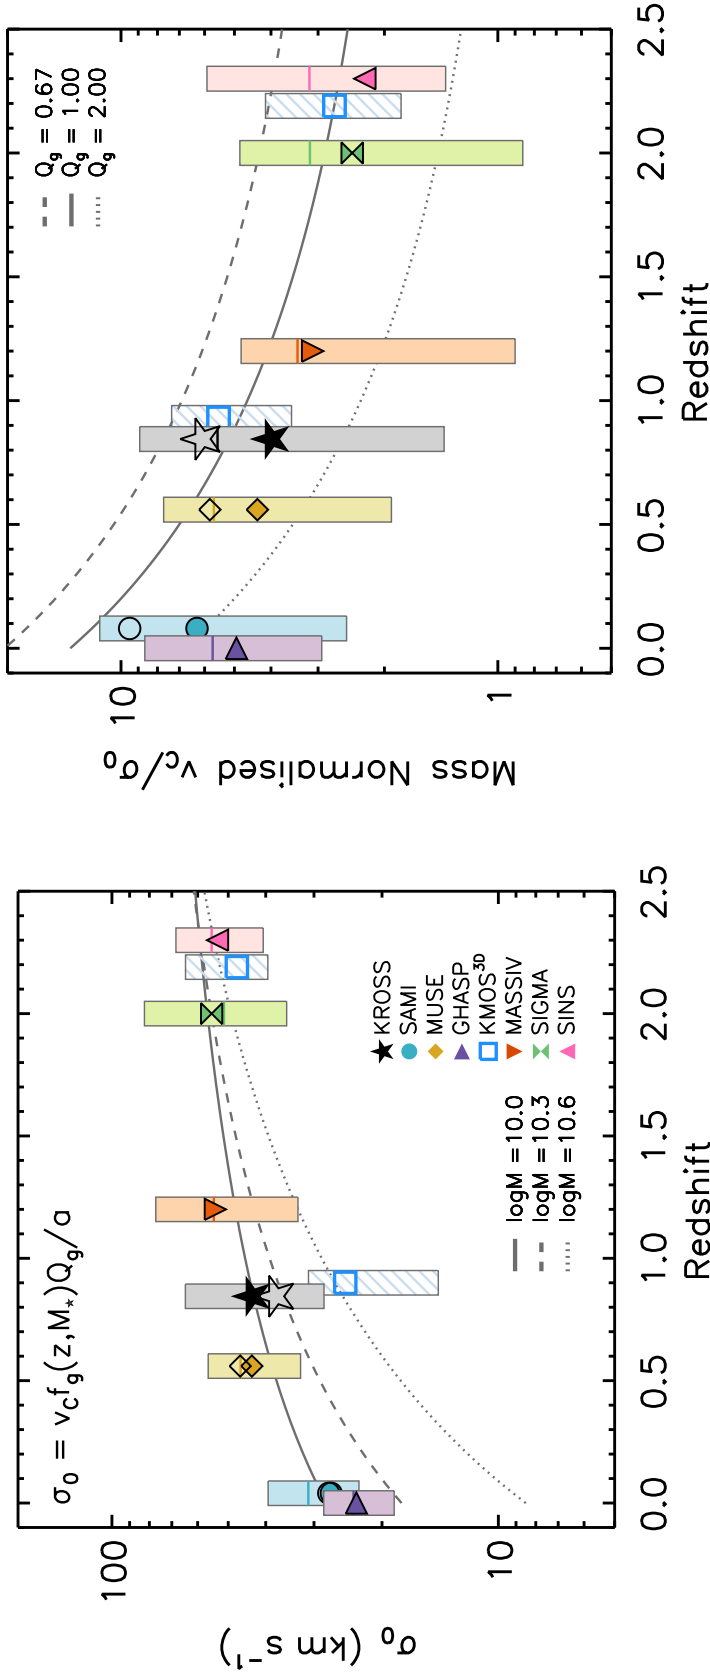 σ₀ = v_C f_g(z,M⋆)Q_g/a
σ₀ (km s⁻¹)
100
10
0.0 0.5 1.0 1.5 2.0 2.5
Redshift
logM =10.0
logM =10.3
logM =10.6
KROSS
SAMI
MUSE
GHASP
KMOS³ᴰ
MASSIV
SIGMA
SINS
Mass Normalised v_C/σ₀
10
1
0.0 0.5 1.0 1.5 2.0 2.5
Redshift
Q_g = 0.67
Q_g = 1.00
Q_g = 2.00